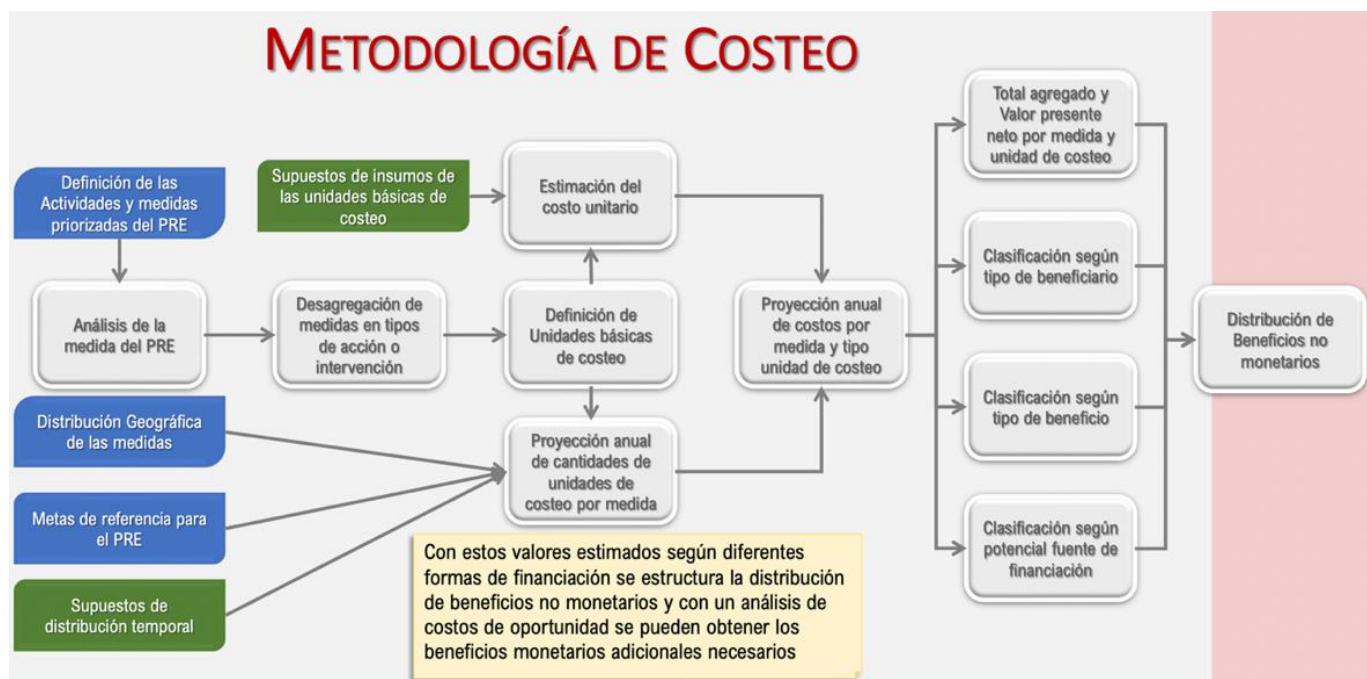 METODOLOGÍA DE COSTEO
Definición de las
Actividades y medidas
priorizadas del PRE
Supuestos de insumos de
las unidades básicas de
costeo
Estimación del
costo unitario
Total agregado y
Valor presente
neto por medida y
unidad de costeo
Análisis de la
medida del PRE
Desagregación de
medidas en tipos
de acción o
intervención
Definición de
Unidades básicas
de costeo
Proyección anual
de costos por
medida y tipo
unidad de costeo
Clasificación según
tipo de beneficiario
Clasificación según
tipo de beneficio
Clasificación según
potencial fuente de
financiación
Distribución de
Beneficios no
monetarios
Distribución Geográfica
de las medidas
Metas de referencia para
el PRE
Supuestos de
distribución temporal
Proyección anual
de cantidades de
unidades de
costeo por medida
Con estos valores estimados según diferentes
formas de financiación se estructura la distribución
de beneficios no monetarios y con un análisis de
costos de oportunidad se pueden obtener los
beneficios monetarios adicionales necesarios